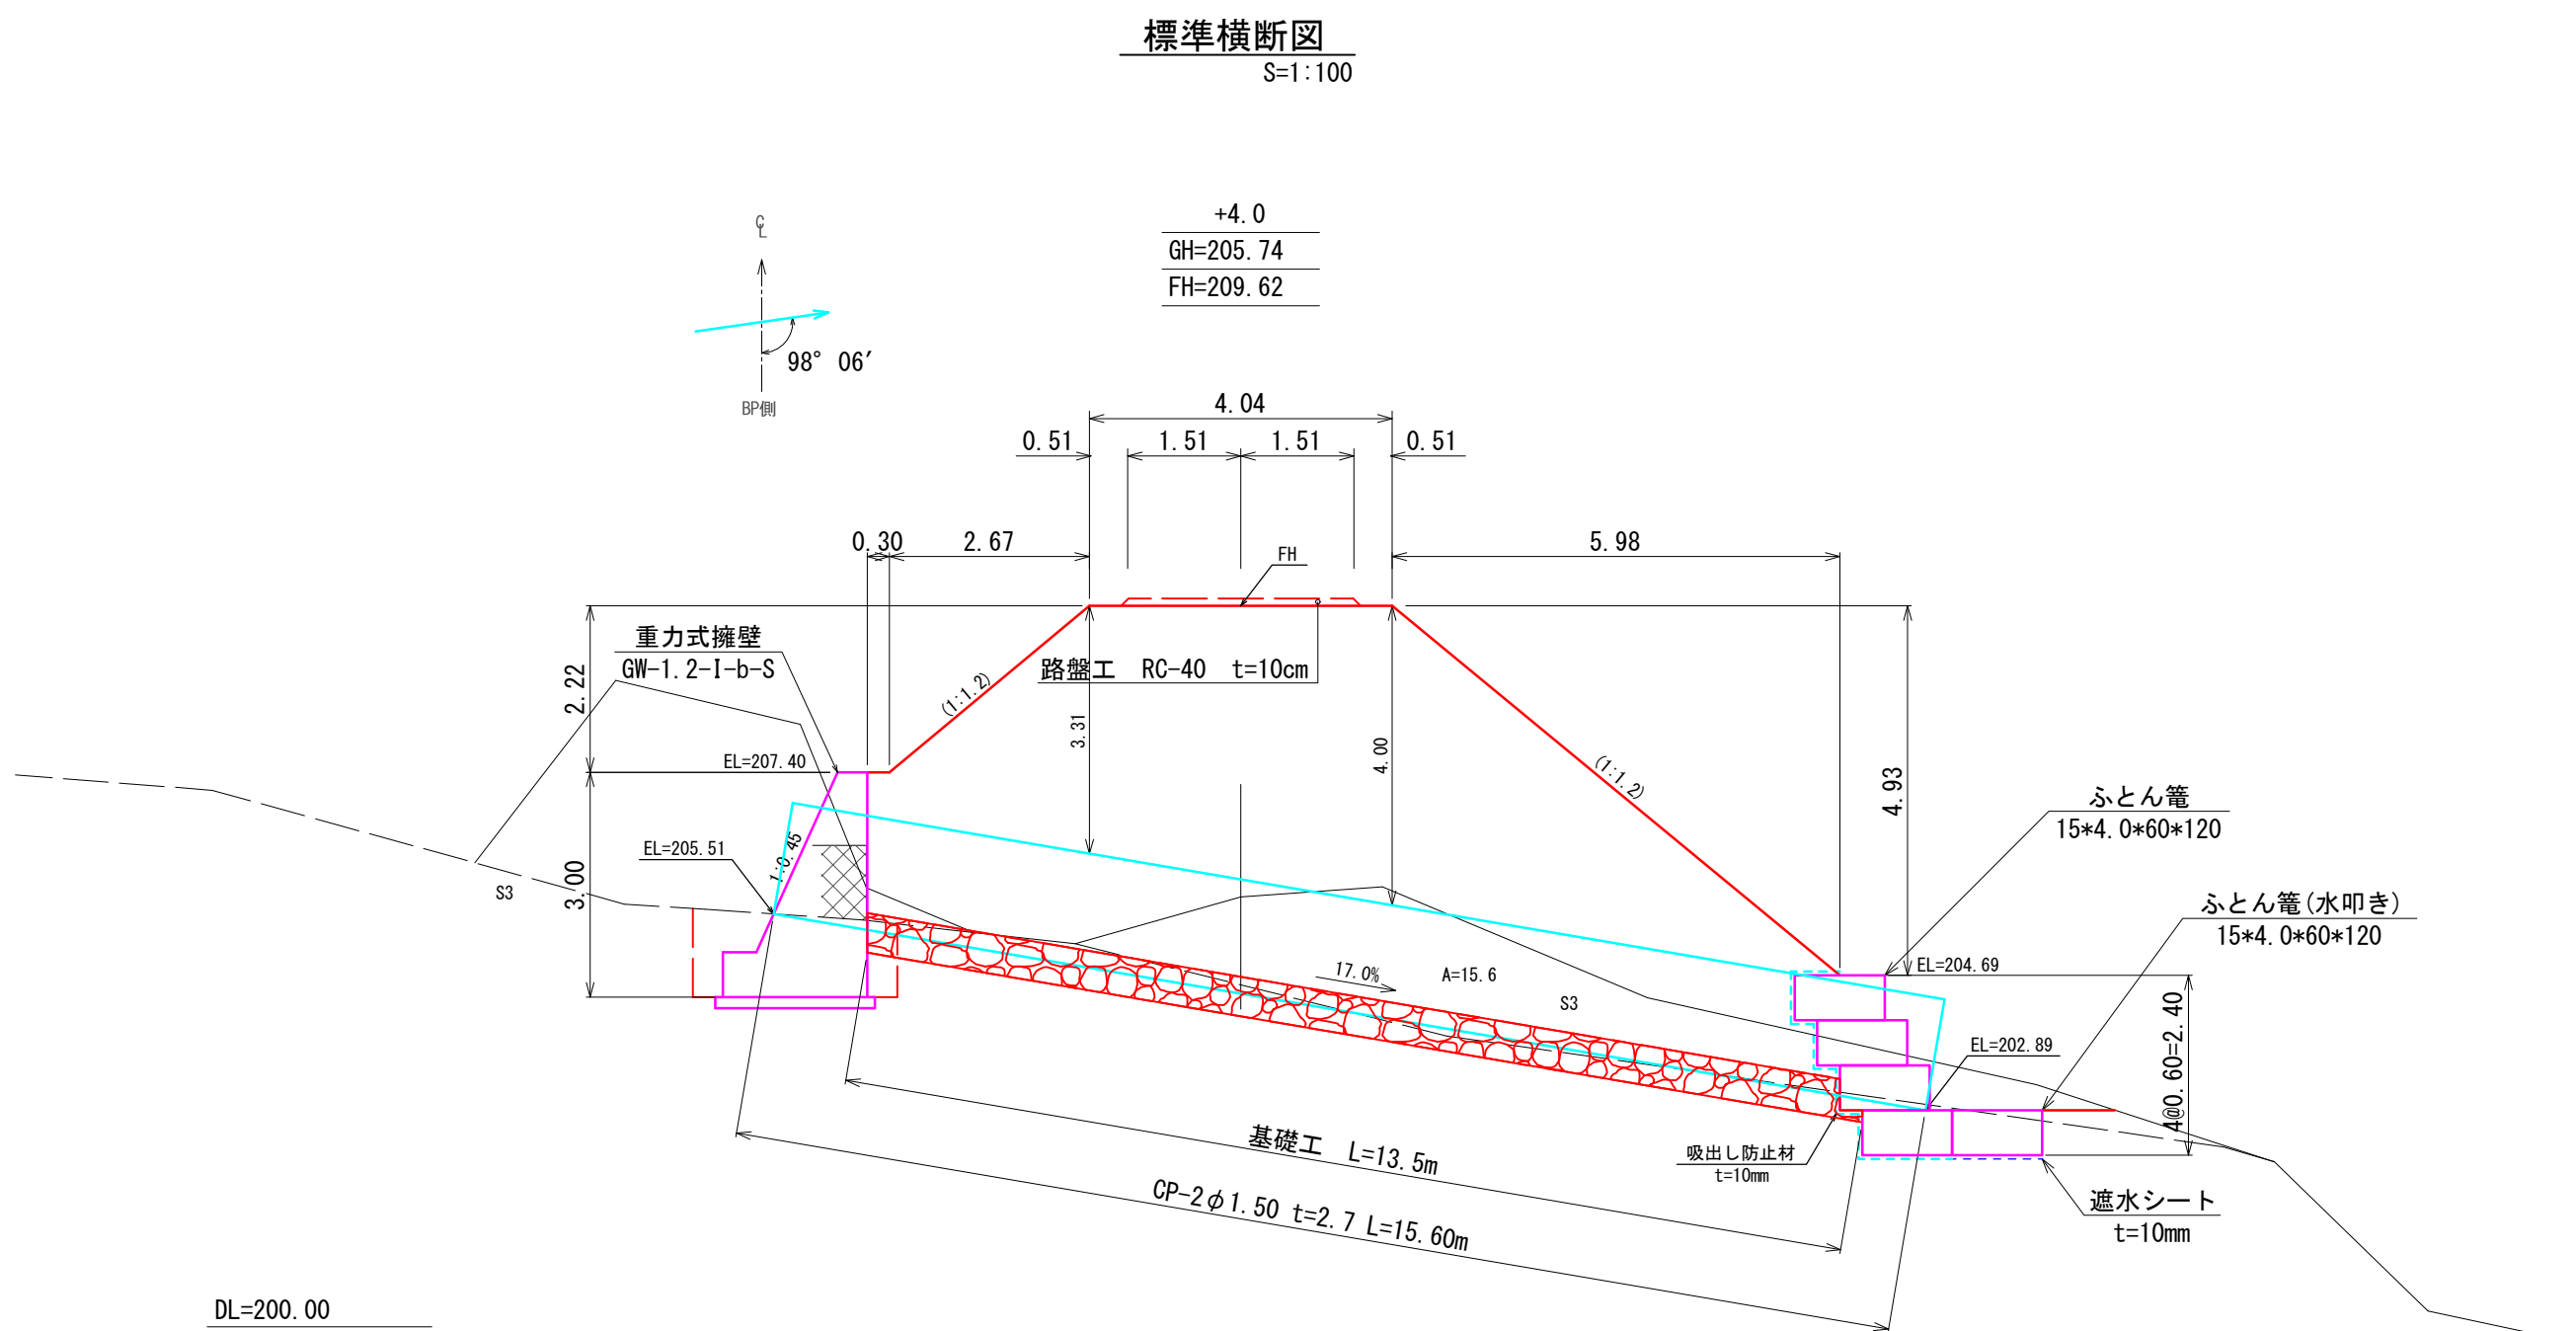 標準横断図
S=1:100
+4.0
GH=205.74
FH=209.62
℄
98°06′
BP側
4.04
0.51
1.51
1.51
0.51
0.30
2.67
FH
5.98
重力式擁壁
GW-1.2-I-b-S
2.22
(1:1.2)
路盤工 RC-40 t=10cm
3.31
4.00
(1:1.2)
4.93
EL=207.40
ふとん篭
15*4.0*60*120
EL=205.51
1:0.45
3.00
S3
ふとん篭(水叩き)
15*4.0*60*120
17.0%
A=15.6
S3
EL=204.69
EL=202.89
4@0.60=2.40
基礎工 L=13.5m
吸出し防止材
t=10mm
CP-2φ1.50 t=2.7 L=15.60m
遮水シート
t=10mm
DL=200.00